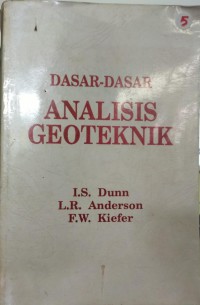 5
DASAR-DASAR
ANALISIS
GEOTEKNIK
I.S. Dunn
L.R. Anderson
F.W. Kiefer